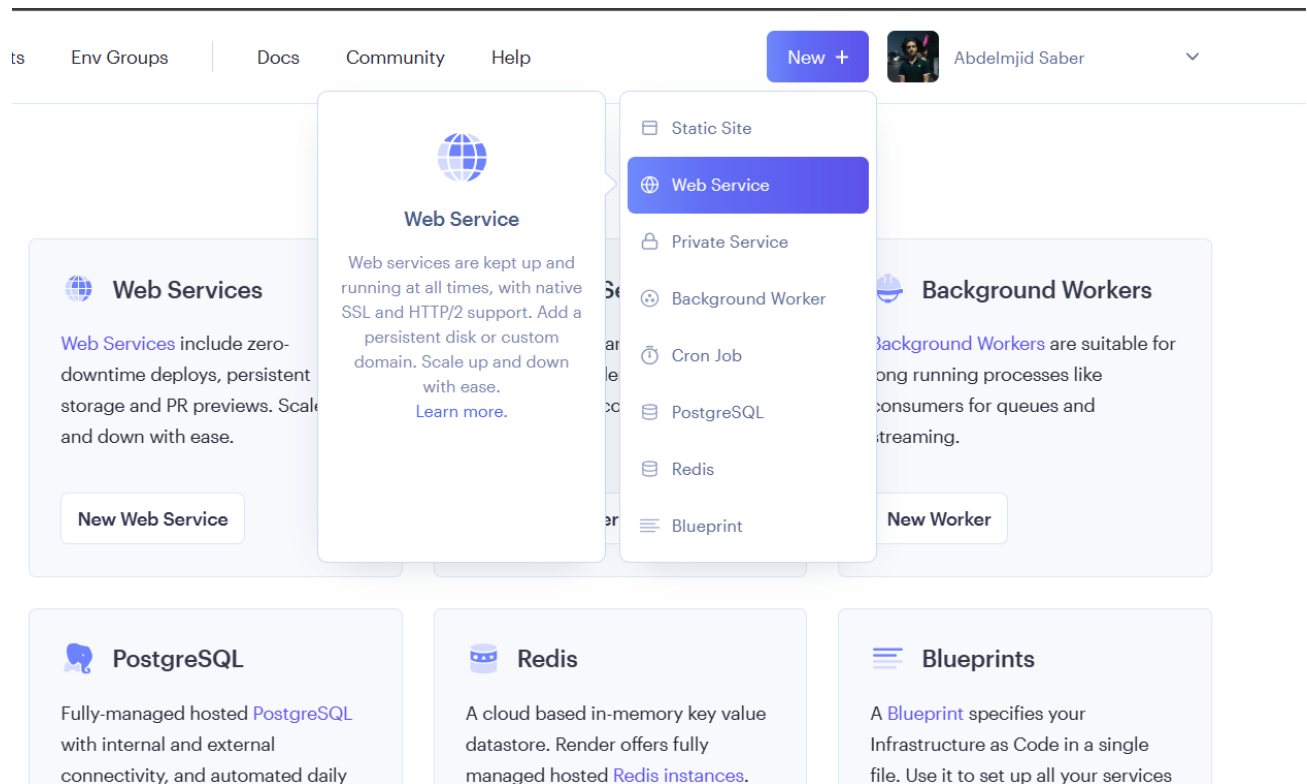 Env Groups
Docs
Community
Help
New +
Abdelmjid Saber
Web Service
Web services are kept up and
running at all times, with native
SSL and HTTP/2 support. Add a
persistent disk or custom
domain. Scale up and down
with ease.
Learn more.
Static Site
Web Service
Private Service
Background Worker
Cron Job
PostgreSQL
Redis
Blueprint
Web Services
Web Services include zero-
downtime deploys, persistent
storage and PR previews. Scale
and down with ease.
New Web Service
Background Workers
Background Workers are suitable for
long running processes like
consumers for queues and
streaming.
New Worker
PostgreSQL
Fully-managed hosted PostgreSQL
with internal and external
connectivity, and automated daily
Redis
A cloud based in-memory key value
datastore. Render offers fully
managed hosted Redis instances.
Blueprints
A Blueprint specifies your
Infrastructure as Code in a single
file. Use it to set up all your services